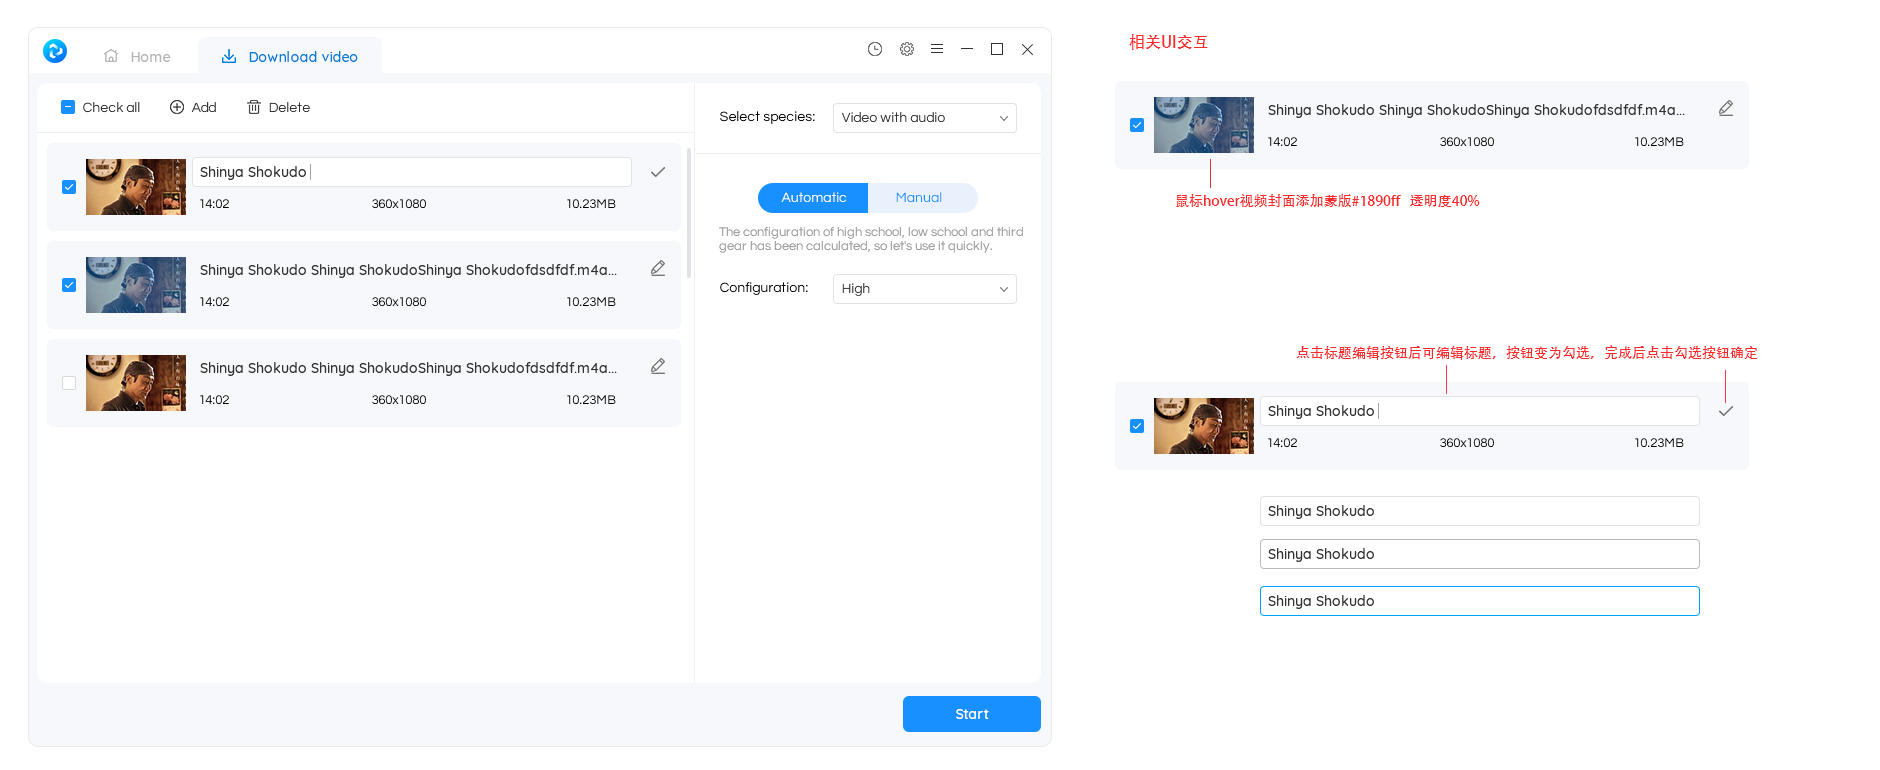 Home
Download video
Check all
Add
Delete
Shinya Shokudo
14:02
360x1080
10.23MB
Shinya Shokudo Shinya ShokudoShinya Shokudofdsdfdf.m4a...
14:02
360x1080
10.23MB
Shinya Shokudo Shinya ShokudoShinya Shokudofdsdfdf.m4a...
14:02
360x1080
10.23MB
Select species:
Video with audio
Automatic
Manual
The configuration of high school, low school and third
gear has been calculated, so let's use it quickly.
Configuration:
High
Start
相关UI交互
Shinya Shokudo Shinya ShokudoShinya Shokudofdsdfdf.m4a...
14:02
360x1080
10.23MB
鼠标hover视频封面添加蒙版#1890ff 透明度40%
点击标题编辑按钮后可编辑标题，按钮变为勾选，完成后点击勾选按钮确定
Shinya Shokudo
14:02
360x1080
10.23MB
Shinya Shokudo
Shinya Shokudo
Shinya Shokudo